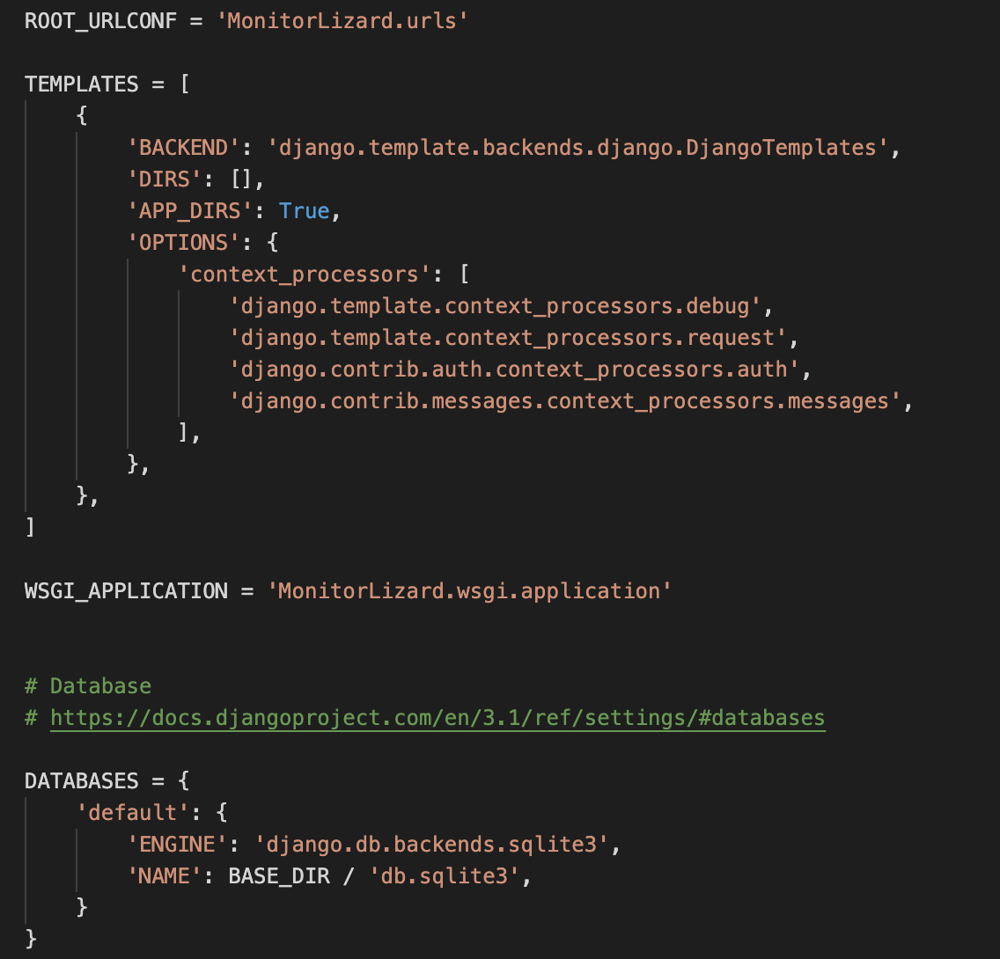 ROOT_URLCONF = 'MonitorLizard.urls'
TEMPLATES = [
    {
        'BACKEND': 'django.template.backends.django.DjangoTemplates',
        'DIRS': [],
        'APP_DIRS': True,
        'OPTIONS': {
            'context_processors': [
                'django.template.context_processors.debug',
                'django.template.context_processors.request',
                'django.contrib.auth.context_processors.auth',
                'django.contrib.messages.context_processors.messages',
            ],
        },
    },
]
WSGI_APPLICATION = 'MonitorLizard.wsgi.application'
# Database
# https://docs.djangoproject.com/en/3.1/ref/settings/#databases
DATABASES = {
    'default': {
        'ENGINE': 'django.db.backends.sqlite3',
        'NAME': BASE_DIR / 'db.sqlite3',
    }
}